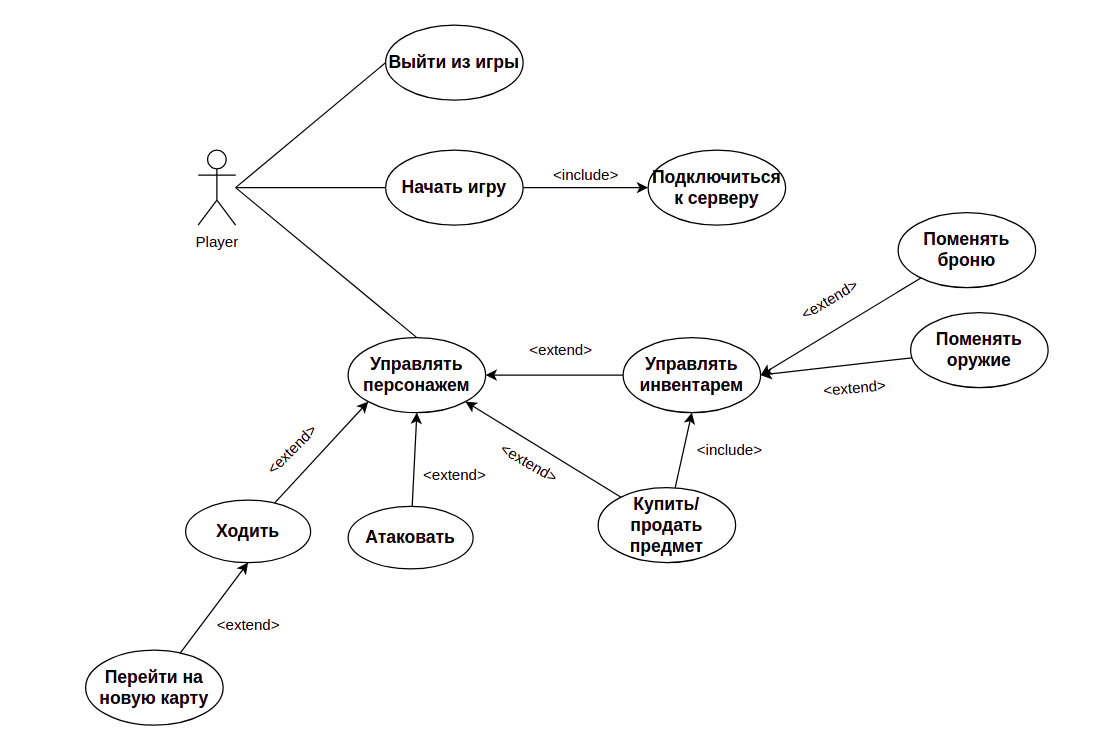 Выйти из игры
Начать игру
<include>
Подключиться
к серверу
Player
Поменять
броню
<extend>
Поменять
оружие
<extend>
Управлять
персонажем
<extend>
Управлять
инвентарем
<extend>
<extend>
<extend>
<include>
Ходить
Атаковать
Купить/
продать
предмет
<extend>
Перейти на
новую карту